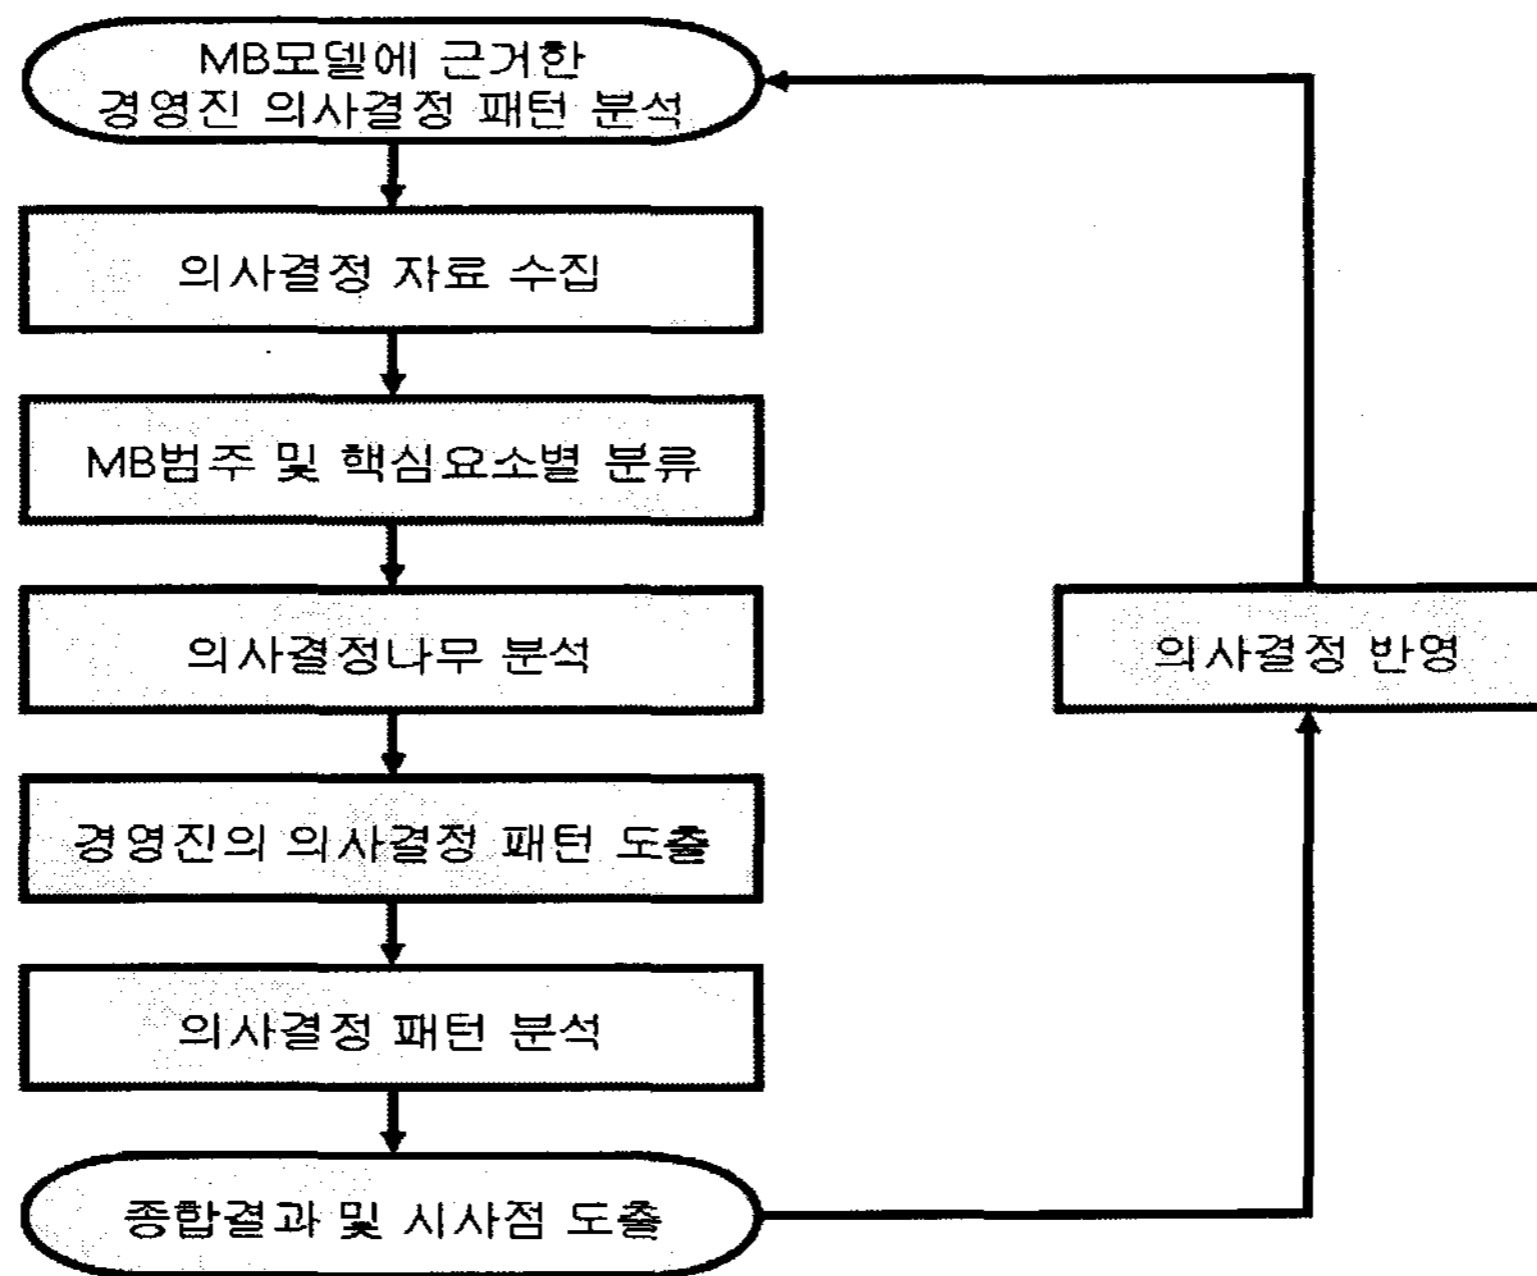 MB모델에 근거한
경영진 의사결정 패턴 분석
의사결정 자료 수집
MB범주 및 핵심요소별 분류
의사결정나무 분석
경영진의 의사결정 패턴 도출
의사결정 패턴 분석
종합결과 및 시사점 도출
의사결정 반영